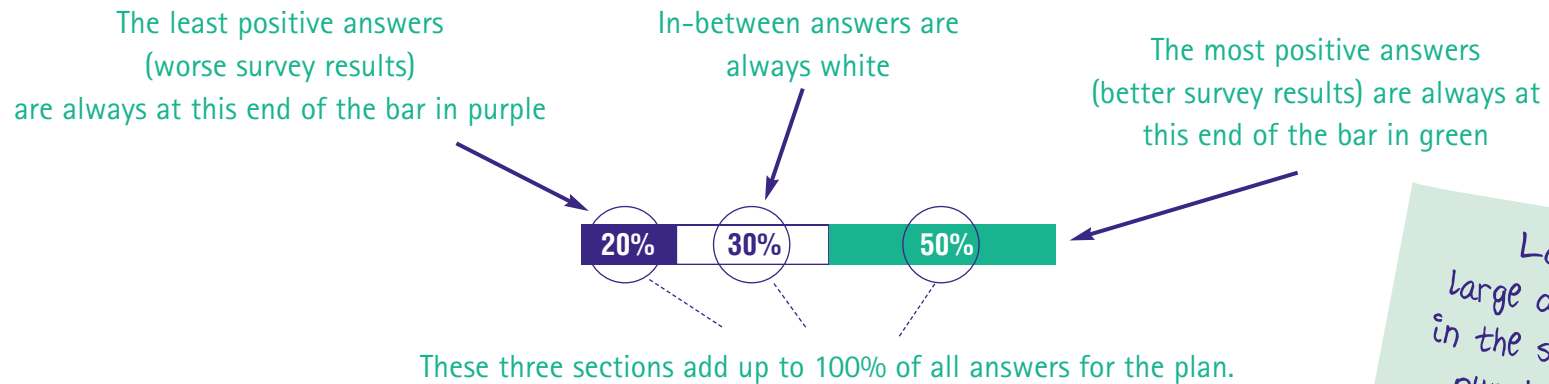 The least positive answers
(worse survey results)
are always at this end of the bar in purple
In-between answers are
always white
The most positive answers
(better survey results) are always at
this end of the bar in green
20% 30% 50%
These three sections add up to 100% of all answers for the plan.
large
in the